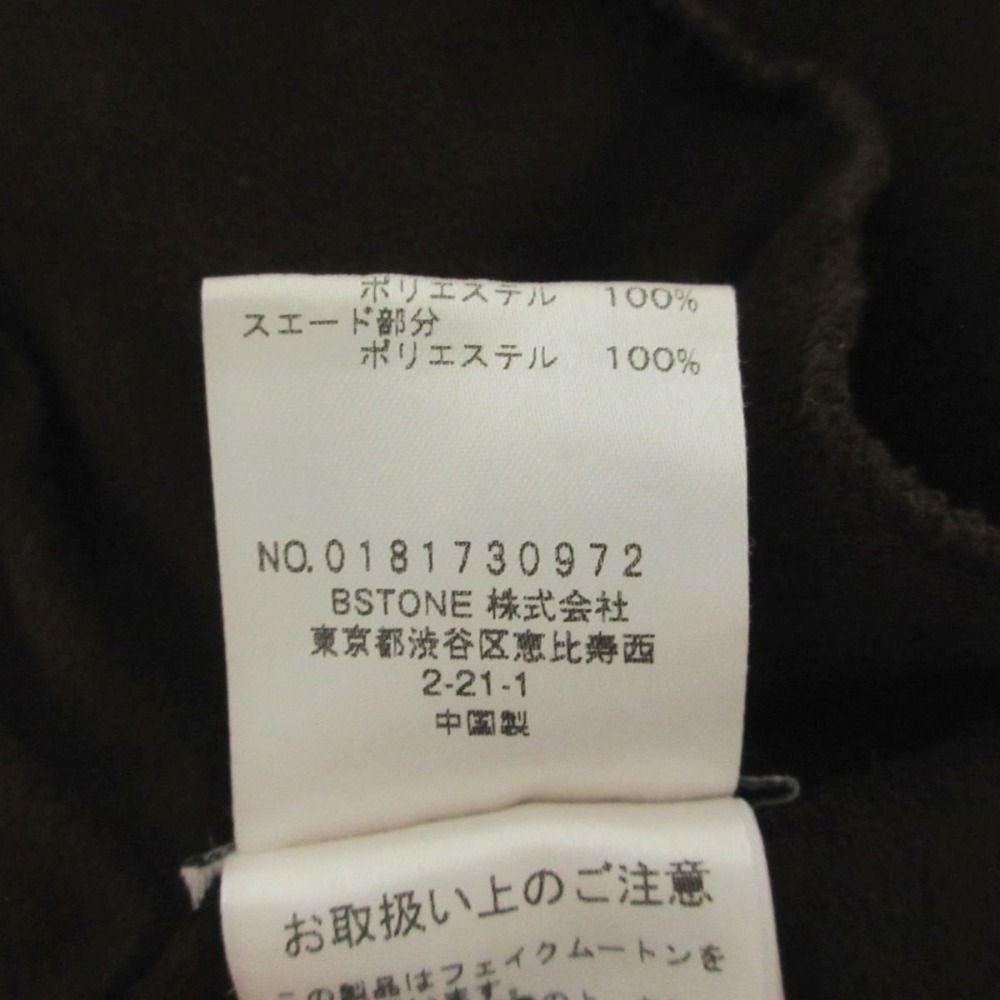 ポリエステル 100%
スエード部分
ポリエステル 100%
NO.0181730972
BSTONE 株式会社
東京都渋谷区恵比寿西
2-21-1
中国製
お取扱い上のご注意
この製品はフェイクムートンを